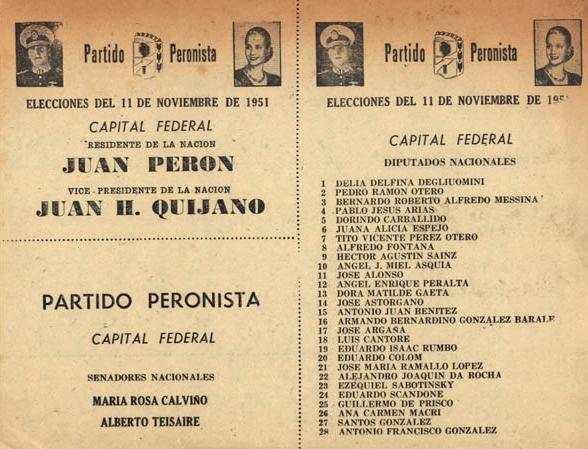 Partido Peronista
ELECCIONES DEL 11 DE NOVIEMBRE DE 1951
CAPITAL FEDERAL
RESIDENTE DE LA NACION
JUAN PERON
VICE-PRESIDENTE DE LA NACION
JUAN H. QUIJANO
PARTIDO PERONISTA
CAPITAL FEDERAL
SENADORES NACIONALES
MARIA ROSA CALVIÑO
ALBERTO TEISAIRE
Partido Peronista
ELECCIONES DEL 11 DE NOVIEMBRE DE 195
CAPITAL FEDERAL
DIPUTADOS NACIONALES
1 DELIA DELFINA DEGLIUOMINI
2 PEDRO RAMON OTERO
3 BERNARDO ROBERTO ALFREDO MESSINA
4 PABLO JESUS ARIAS
5 DORINDO CARBALLIDO
6 JUANA ALICIA ESPEJO
7 TITO VICENTE PEREZ OTERO
8 ALFREDO FONTANA
9 HECTOR AGUSTIN SAINZ
10 ANGEL J. MIEL ASQUIA
11 JOSE ALONSO
12 ANGEL ENRIQUE PERALTA
13 DORA MATILDE GAETA
14 JOSE ASTORGANO
15 ANTONIO JUAN BENITEZ
16 ARMANDO BERNARDINO GONZALEZ BARALE
17 JOSE ARGAÑA
18 LUIS CANTORE
19 EDUARDO ISAAC RUMBO
20 EDUARDO COLOM
21 JOSE MARIA RAMALLO LOPEZ
22 ALEJANDRO JOAQUIN DA ROCHA
23 EZEQUIEL SABOTINSKY
24 EDUARDO SCANDONE
25 GUILLERMO DE PRISCO
26 ANA CARMEN MACRI
27 SANTOS GONZALEZ
28 ANTONIO FRANCISCO GONZALEZ